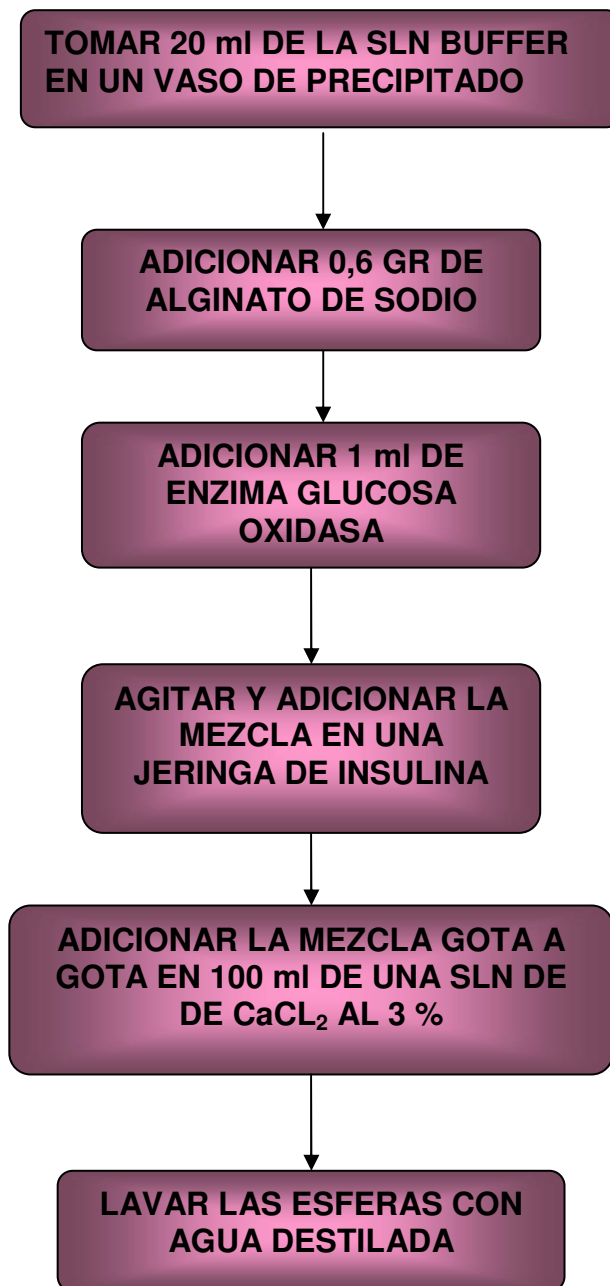 TOMAR 20 ml DE LA SLN BUFFER
EN UN VASO DE PRECIPITADO
ADICIONAR 0,6 GR DE
ALGINATO DE SODIO
ADICIONAR 1 ml DE
ENZIMA GLUCOSA
OXIDASA
AGITAR Y ADICIONAR LA
MEZCLA EN UNA
JERINGA DE INSULINA
ADICIONAR LA MEZCLA GOTA A
GOTA EN 100 ml DE UNA SLN DE
DE CaCL₂ AL 3 %
LAVAR LAS ESFERAS CON
AGUA DESTILADA